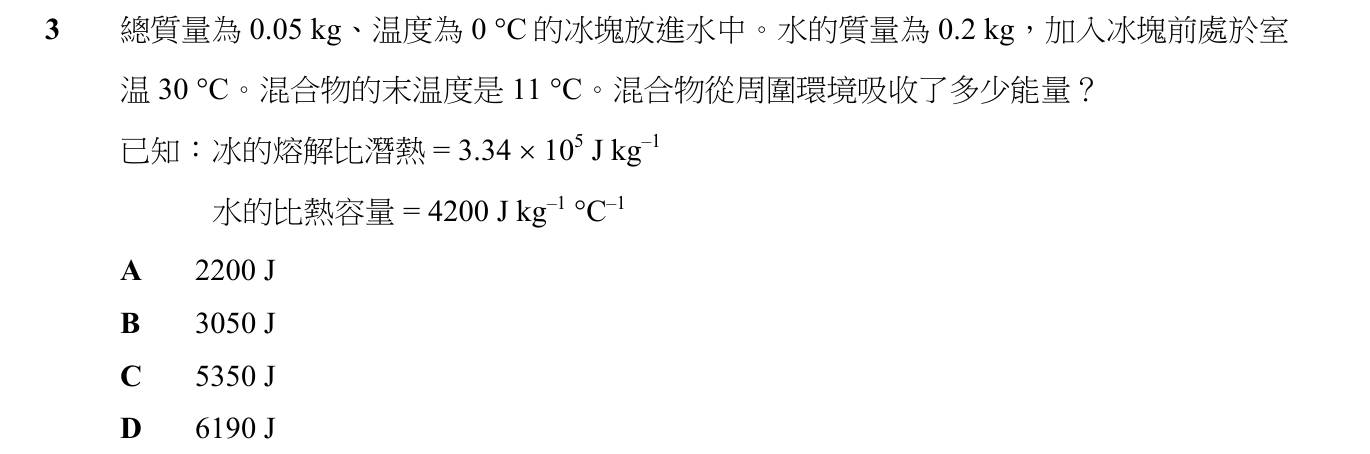 3 總質量為 0.05 kg、温度為 0 °C 的冰塊放進水中。水的質量為 0.2 kg，加入冰塊前處於室
温 30 °C。混合物的末温度是 11 °C。混合物從周圍環境吸收了多少能量？
已知：冰的熔解比潛熱 = 3.34 × 10⁵ J kg⁻¹
水的比熱容量 = 4200 J kg⁻¹ °C⁻¹
A 2200 J
B 3050 J
C 5350 J
D 6190 J